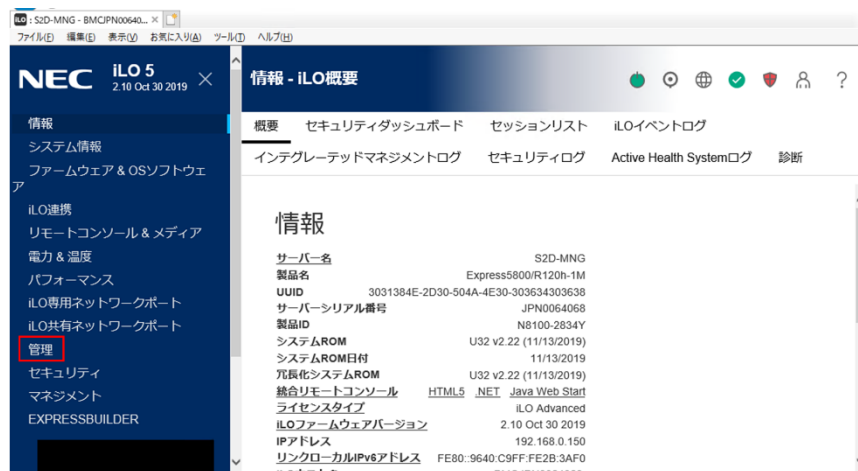 iLO : S2D-MNG - BMCJPN00640... ×
ファイル(F) 編集(E) 表示(V) お気に入り(A) ツール(T) ヘルプ(H)
NEC iLO 5
2.10 Oct 30 2019 ×
情報
システム情報
ファームウェア & OSソフトウェ
ア
iLO連携
リモートコンソール & メディア
電力 & 温度
パフォーマンス
iLO専用ネットワークポート
iLO共有ネットワークポート
管理
セキュリティ
マネジメント
EXPRESSBUILDER
情報 - iLO概要 ?
概要 セキュリティダッシュボード セッションリスト iLOイベントログ
インテグレーテッドマネジメントログ セキュリティログ Active Health Systemログ 診断
情報
サーバー名 S2D-MNG
製品名 Express5800/R120h-1M
UUID 3031384E-2D30-504A-4E30-303634303638
サーバーシリアル番号 JPN0064068
製品ID N8100-2834Y
システムROM U32 v2.22 (11/13/2019)
システムROM日付 11/13/2019
冗長化システムROM U32 v2.22 (11/13/2019)
統合リモートコンソール HTML5 .NET Java Web Start
ライセンスタイプ iLO Advanced
iLOファームウェアバージョン 2.10 Oct 30 2019
IPアドレス 192.168.0.150
リンクローカルIPv6アドレス FE80::9640:C9FF:FE2B:3AF0